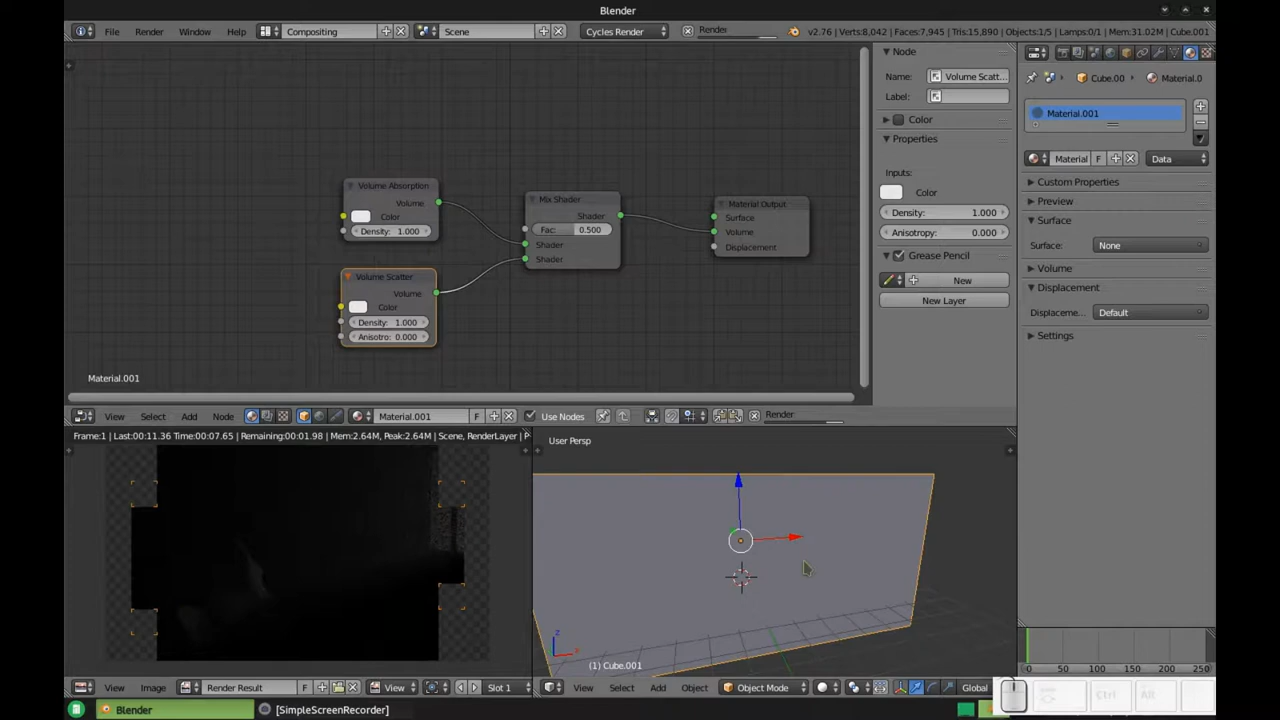 Blender
File Render Window Help Compositing Scene Cycles Render Render v2.76 | Verts:8,042 | Faces:7,945 | Tris:15,890 | Objects:1/5 | Lamps:0/1 | Mem:31.02M | Cube.001
Node
Name: Volume Scatt...
Label:
Color
Properties
Inputs:
Color
Density: 1.000
Anisotropy: 0.000
Grease Pencil
New
New Layer
Cube.00 Material.0
Material.001
Material F Data
Custom Properties
Preview
Surface
Surface: None
Volume
Displacement
Displaceme... Default
Settings
Volume Absorption
Volume
Color
Density: 1.000
Volume Scatter
Volume
Color
Density: 1.000
Anisotro: 0.000
Mix Shader
Shader
Fac: 0.500
Shader
Shader
Material Output
Surface
Volume
Displacement
Material.001
View Select Add Node Material.001 F Use Nodes Render
Frame:1 | Last:00:11.36 Time:00:07.65 | Remaining:00:01.98 | Mem:2.64M, Peak:2.64M | Scene, RenderLayer | P
User Persp
z
x
(1) Cube.001
View Image Render Result F View Slot 1
View Select Add Object Object Mode Global
0 50 100 150 200 250
Ctrl Alt
Blender [SimpleScreenRecorder]